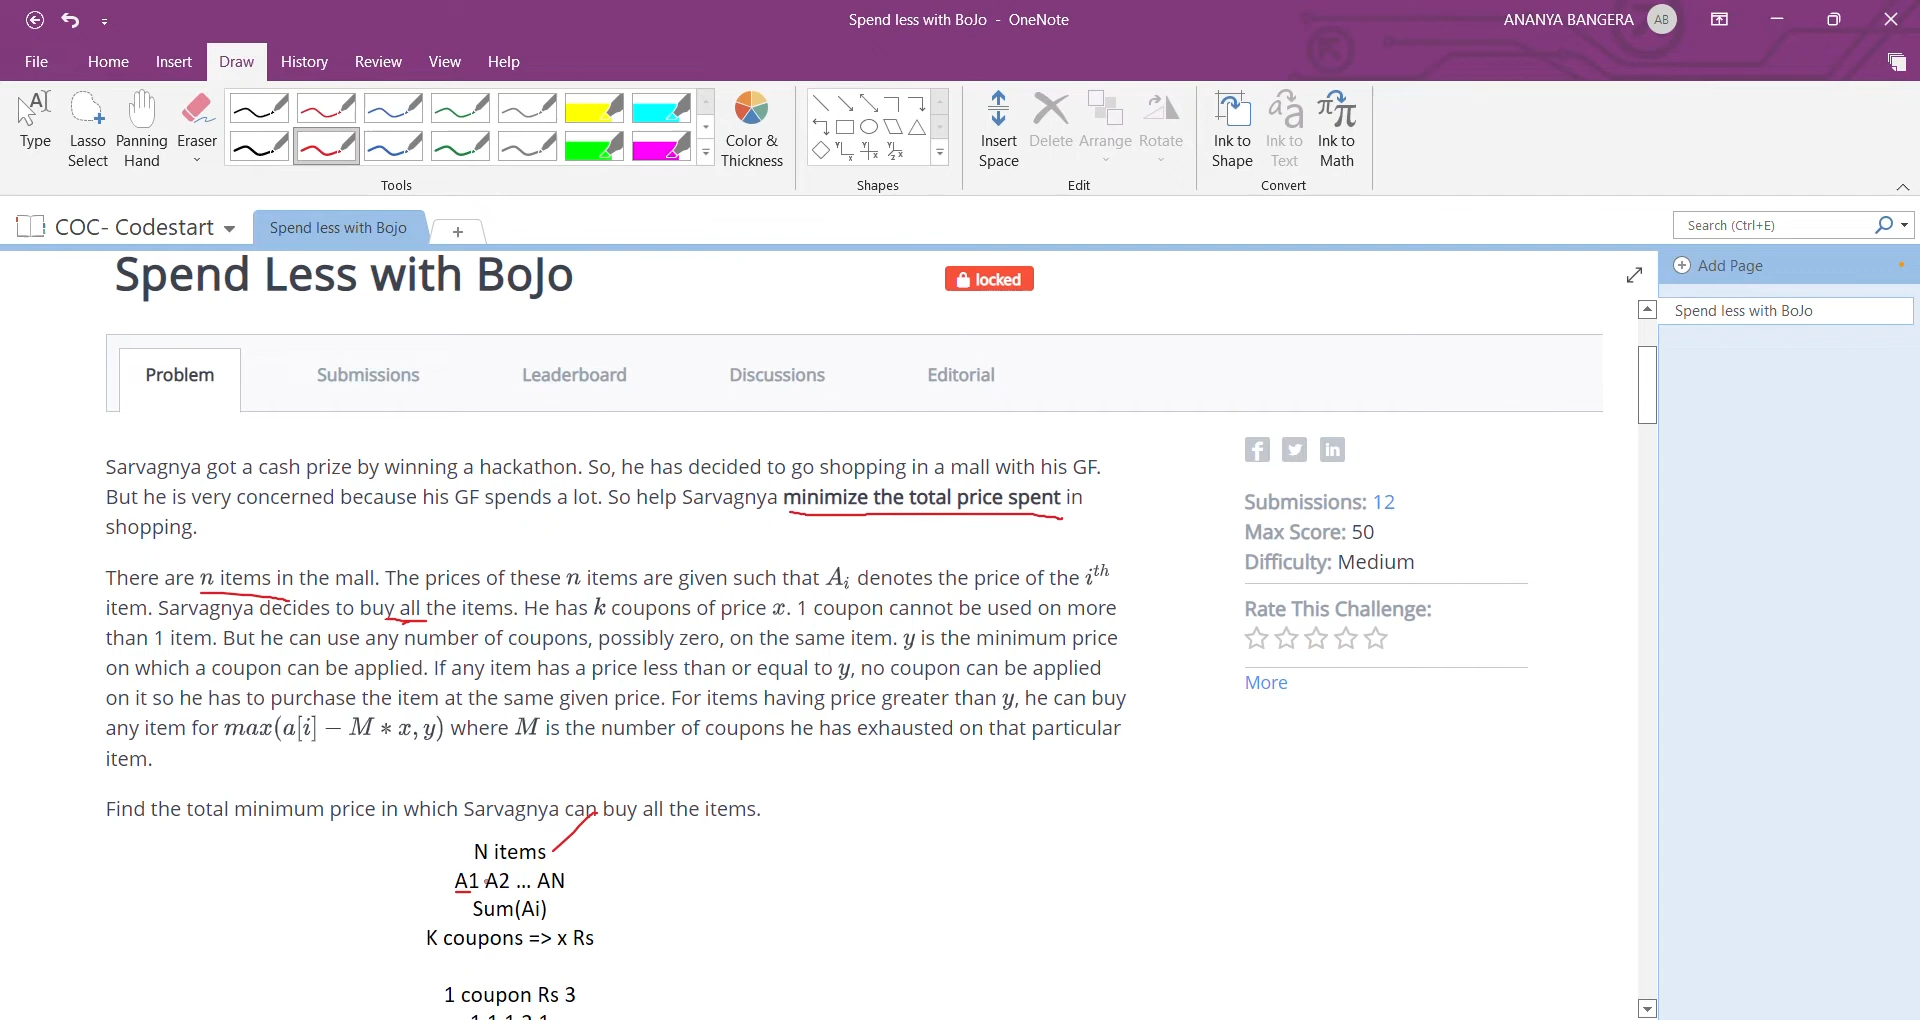 Spend less with BoJo - OneNote
ANANYA BANGERA AB
File Home Insert Draw History Review View Help
Type
Lasso Select
Panning Hand
Eraser
Color & Thickness
Insert Space
Delete
Arrange
Rotate
Ink to Shape
Ink to Text
Ink to Math
Tools Shapes Edit Convert
COC- Codestart Spend less with Bojo +
Search (Ctrl+E)
Add Page
Spend less with BoJo
Spend Less with BoJo
locked
Problem Submissions Leaderboard Discussions Editorial
Sarvagnya got a cash prize by winning a hackathon. So, he has decided to go shopping in a mall with his GF.
But he is very concerned because his GF spends a lot. So help Sarvagnya minimize the total price spent in
shopping.
There are n items in the mall. The prices of these n items are given such that A_i denotes the price of the i^th
item. Sarvagnya decides to buy all the items. He has k coupons of price x. 1 coupon cannot be used on more
than 1 item. But he can use any number of coupons, possibly zero, on the same item. y is the minimum price
on which a coupon can be applied. If any item has a price less than or equal to y, no coupon can be applied
on it so he has to purchase the item at the same given price. For items having price greater than y, he can buy
any item for max(a[i] − M * x, y) where M is the number of coupons he has exhausted on that particular
item.
Find the total minimum price in which Sarvagnya can buy all the items.
Submissions: 12
Max Score: 50
Difficulty: Medium
Rate This Challenge:
More
N items
A1 A2 ... AN
Sum(Ai)
K coupons => x Rs
1 coupon Rs 3